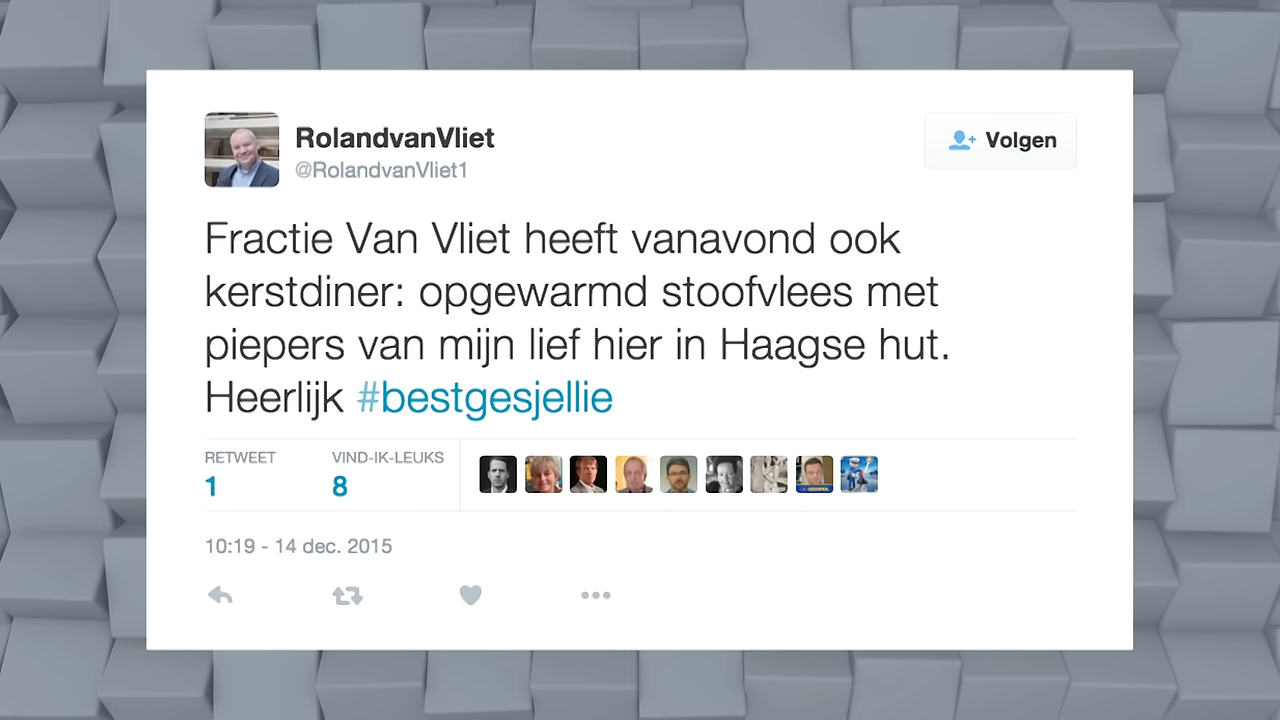 RolandvanVliet
@RolandvanVliet1
Volgen
Fractie Van Vliet heeft vanavond ook
kerstdiner: opgewarmd stoofvlees met
piepers van mijn lief hier in Haagse hut.
Heerlijk #bestgesjellie
RETWEET VIND-IK-LEUKS
1 8
10:19 - 14 dec. 2015